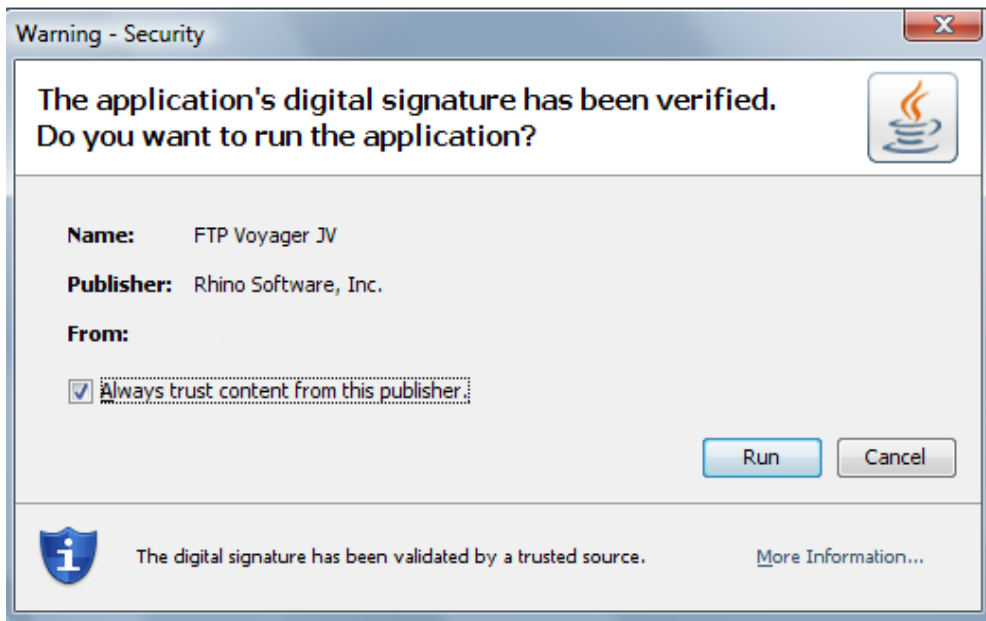 Warning - Security
The application's digital signature has been verified.
Do you want to run the application?
Name: FTP Voyager JV
Publisher: Rhino Software, Inc.
From:
Always trust content from this publisher.
Run Cancel
The digital signature has been validated by a trusted source. More Information...